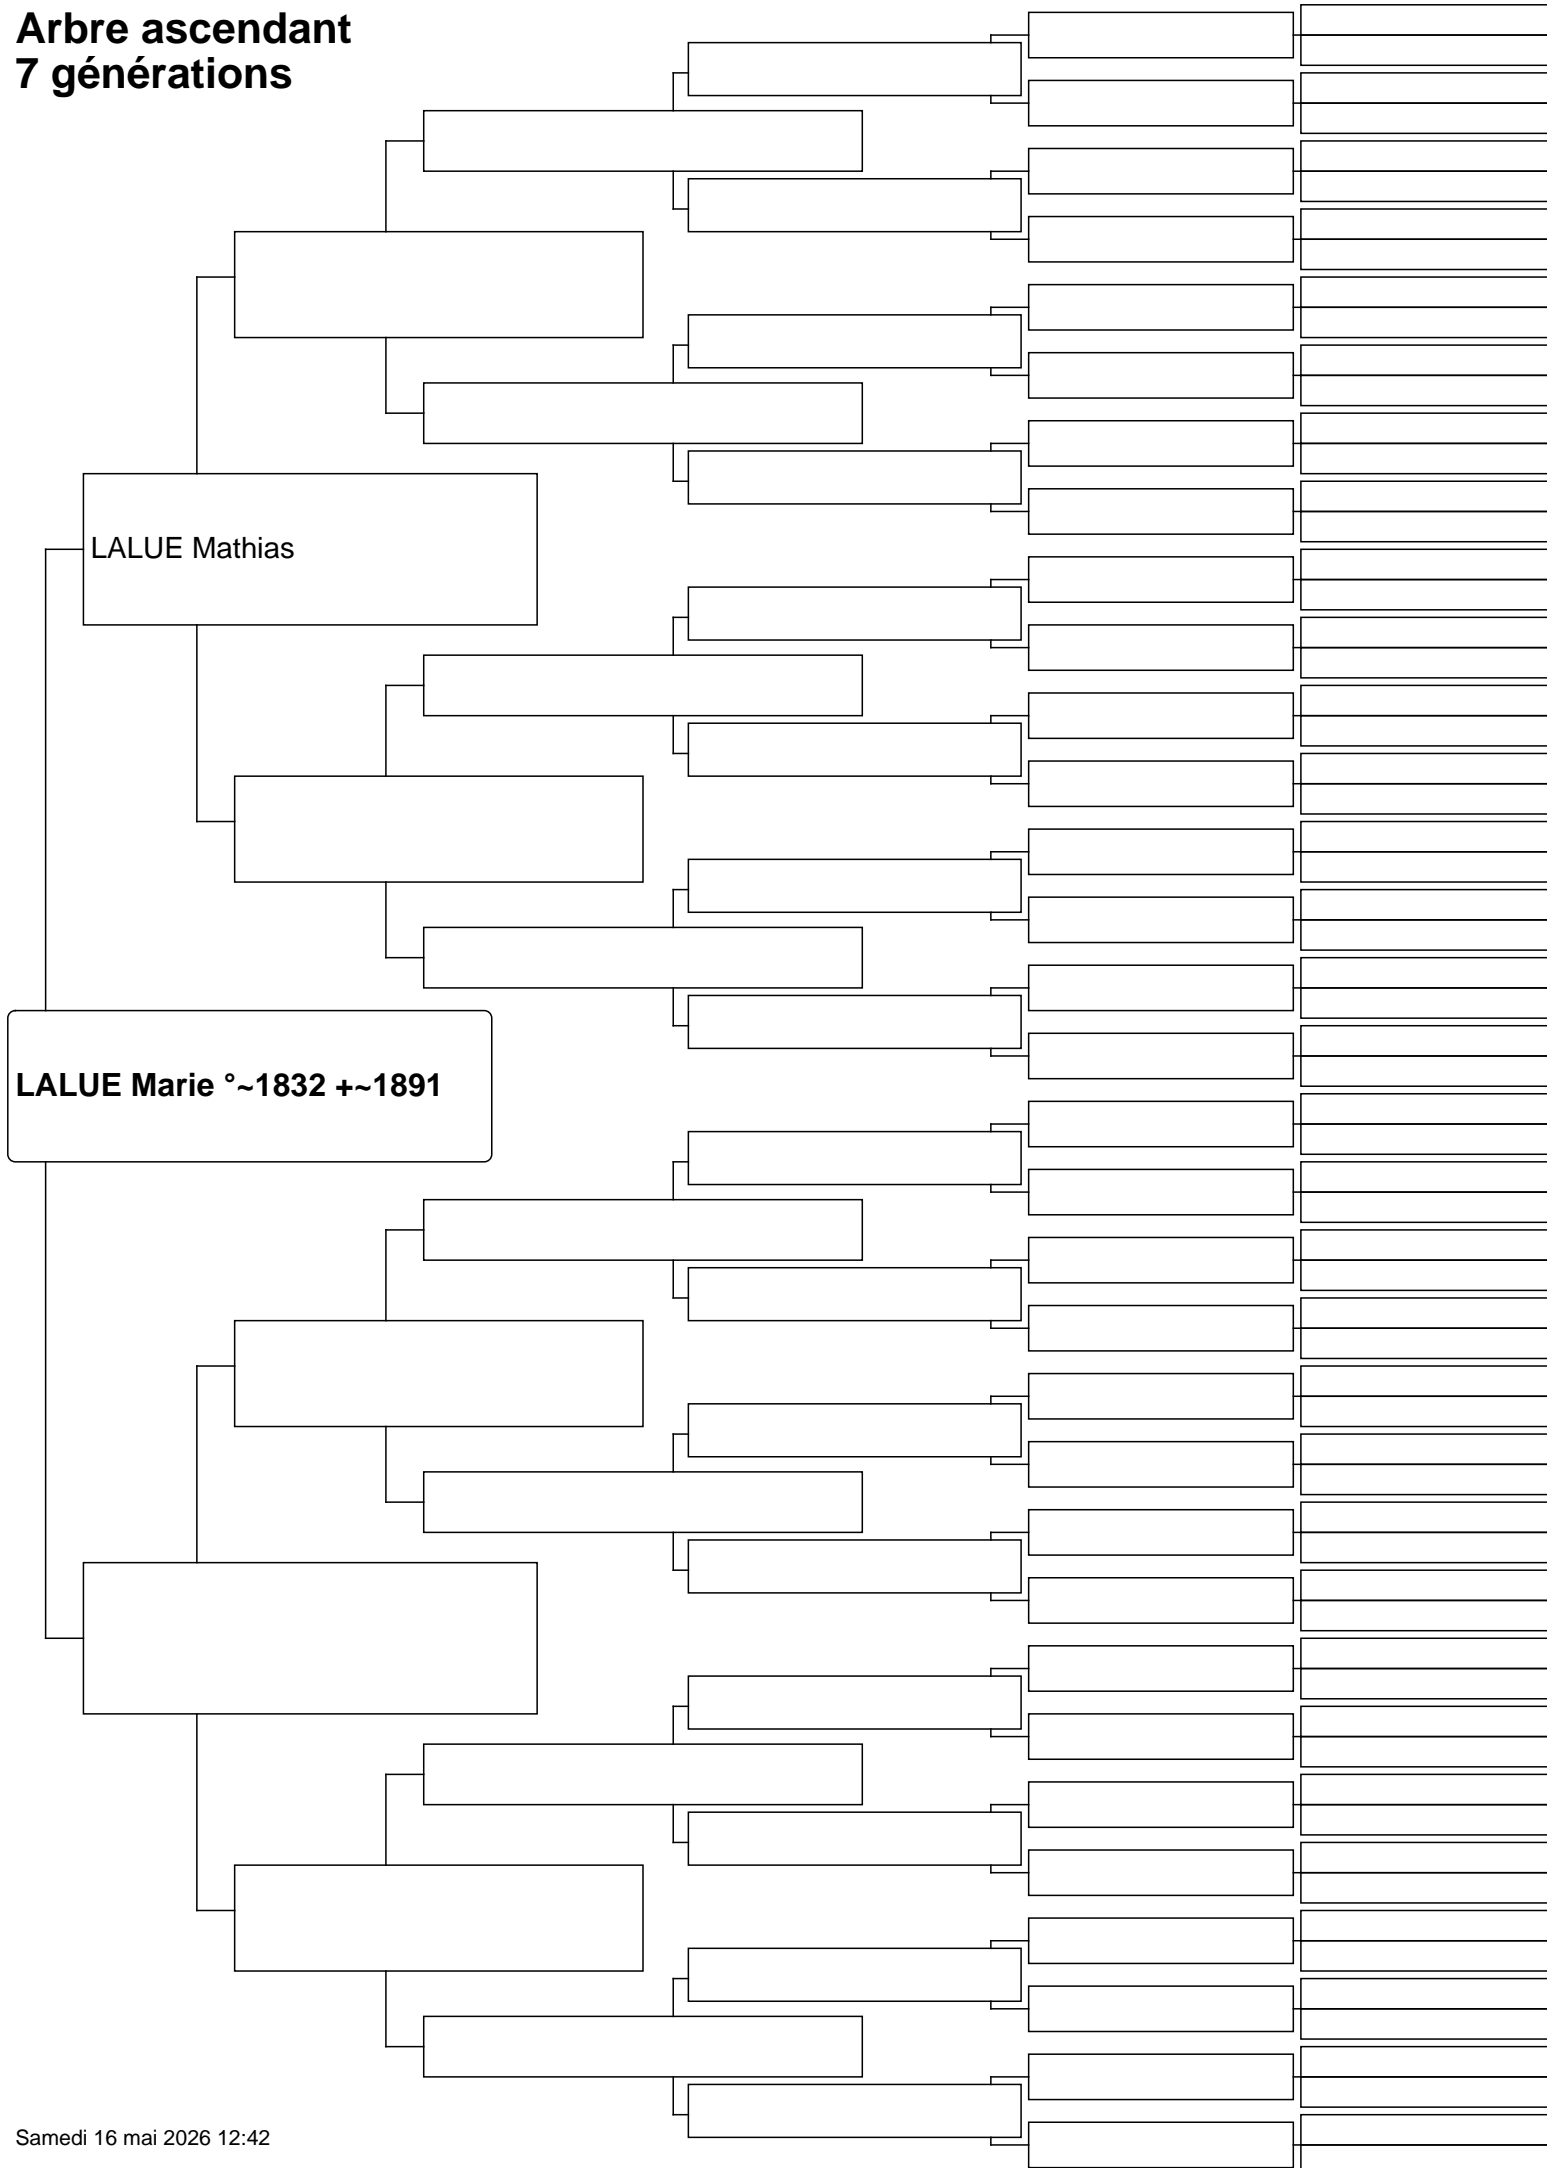 Arbre ascendant
7 générations
LALUE Mathias
LALUE Marie °~1832 +~1891
Samedi 16 mai 2026 12:42